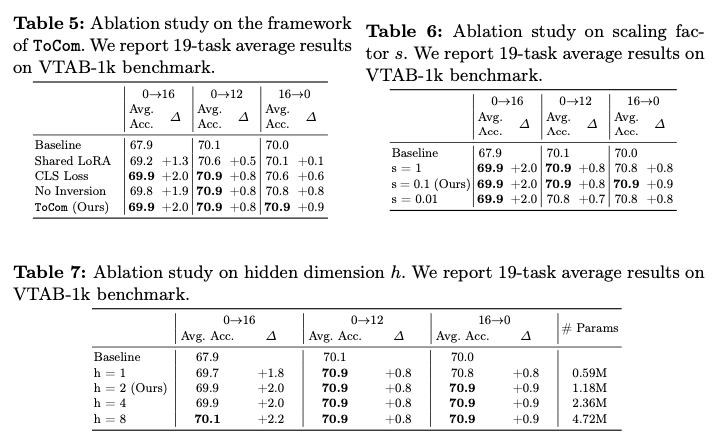 Table 5: Ablation study on the framework
of ToCom. We report 19-task average results
on VTAB-1k benchmark.
0→16 0→12 16→0
Avg. Acc. Δ Avg. Acc. Δ Avg. Acc. Δ
Baseline 67.9 70.1 70.0
Shared LoRA 69.2 +1.3 70.6 +0.5 70.1 +0.1
CLS Loss 69.9 +2.0 70.9 +0.8 70.6 +0.6
No Inversion 69.8 +1.9 70.9 +0.8 70.8 +0.8
ToCom (Ours) 69.9 +2.0 70.9 +0.8 70.9 +0.9
Table 6: Ablation study on scaling fac-
tor s. We report 19-task average results on
VTAB-1k benchmark.
0→16 0→12 16→0
Avg. Acc. Δ Avg. Acc. Δ Avg. Acc. Δ
Baseline 67.9 70.1 70.0
s = 1 69.9 +2.0 70.9 +0.8 70.8 +0.8
s = 0.1 (Ours) 69.9 +2.0 70.9 +0.8 70.9 +0.9
s = 0.01 69.9 +2.0 70.8 +0.7 70.8 +0.8
Table 7: Ablation study on hidden dimension h. We report 19-task average results on
VTAB-1k benchmark.
0→16 0→12 16→0 # Params
Avg. Acc. Δ Avg. Acc. Δ Avg. Acc. Δ
Baseline 67.9 70.1 70.0
h = 1 69.7 +1.8 70.9 +0.8 70.8 +0.8 0.59M
h = 2 (Ours) 69.9 +2.0 70.9 +0.8 70.9 +0.9 1.18M
h = 4 69.9 +2.0 70.9 +0.8 70.9 +0.9 2.36M
h = 8 70.1 +2.2 70.9 +0.8 70.9 +0.9 4.72M